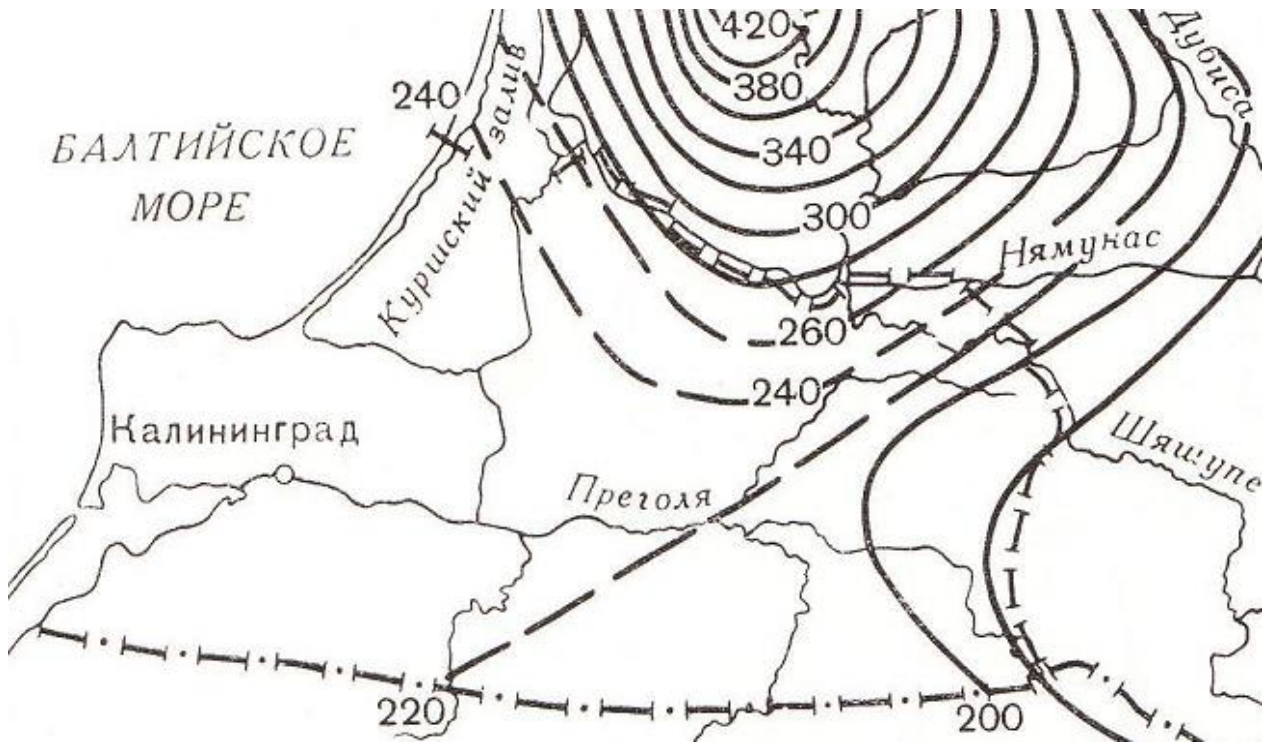 420
Дубиса
240
380
залив
БАЛТИЙСКОЕ
МОРЕ
340
Куршский
300
Нямунас
260
240
Калининград
Шяшупе
Преголя
220
200